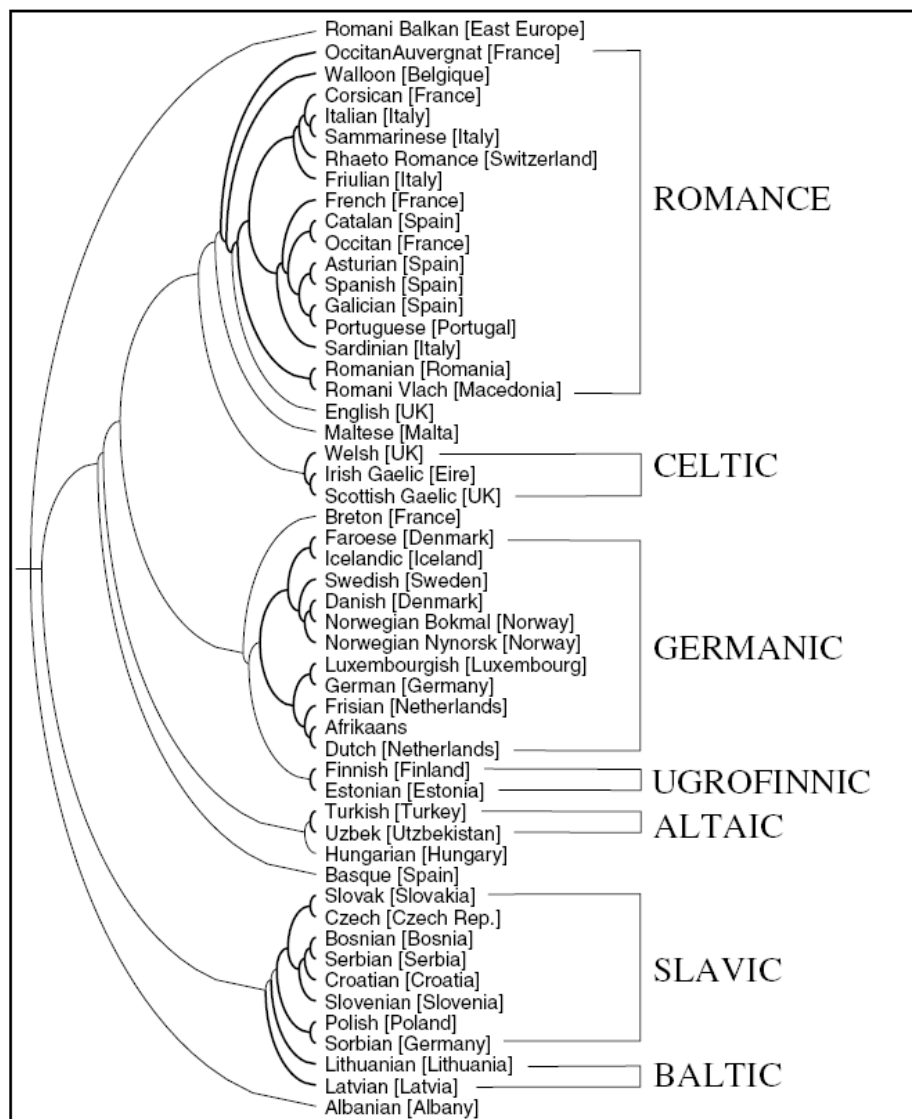 Romani Balkan [East Europe]
OccitanAuvergnat [France]
Walloon [Belgique]
Corsican [France]
Italian [Italy]
Sammarinese [Italy]
Rhaeto Romance [Switzerland]
Friulian [Italy]
ROMANCE
French [France]
Catalan [Spain]
Occitan [France]
Asturian [Spain]
Spanish [Spain]
Galician [Spain]
Portuguese [Portugal]
Sardinian [Italy]
Romanian [Romania]
Romani Vlach [Macedonia]
English [UK]
Maltese [Malta]
Welsh [UK]
Irish Gaelic [Eire]
CELTIC
Scottish Gaelic [UK]
Breton [France]
Faroese [Denmark]
Icelandic [Iceland]
Swedish [Sweden]
Danish [Denmark]
Norwegian Bokmal [Norway]
Norwegian Nynorsk [Norway]
GERMANIC
Luxembourgish [Luxembourg]
German [Germany]
Frisian [Netherlands]
Afrikaans
Dutch [Netherlands]
Finnish [Finland]
UGROFINNIC
Estonian [Estonia]
Turkish [Turkey]
ALTAIC
Uzbek [Utzbekistan]
Hungarian [Hungary]
Basque [Spain]
Slovak [Slovakia]
Czech [Czech Rep.]
Bosnian [Bosnia]
Serbian [Serbia]
SLAVIC
Croatian [Croatia]
Slovenian [Slovenia]
Polish [Poland]
Sorbian [Germany]
Lithuanian [Lithuania]
BALTIC
Latvian [Latvia]
Albanian [Albany]